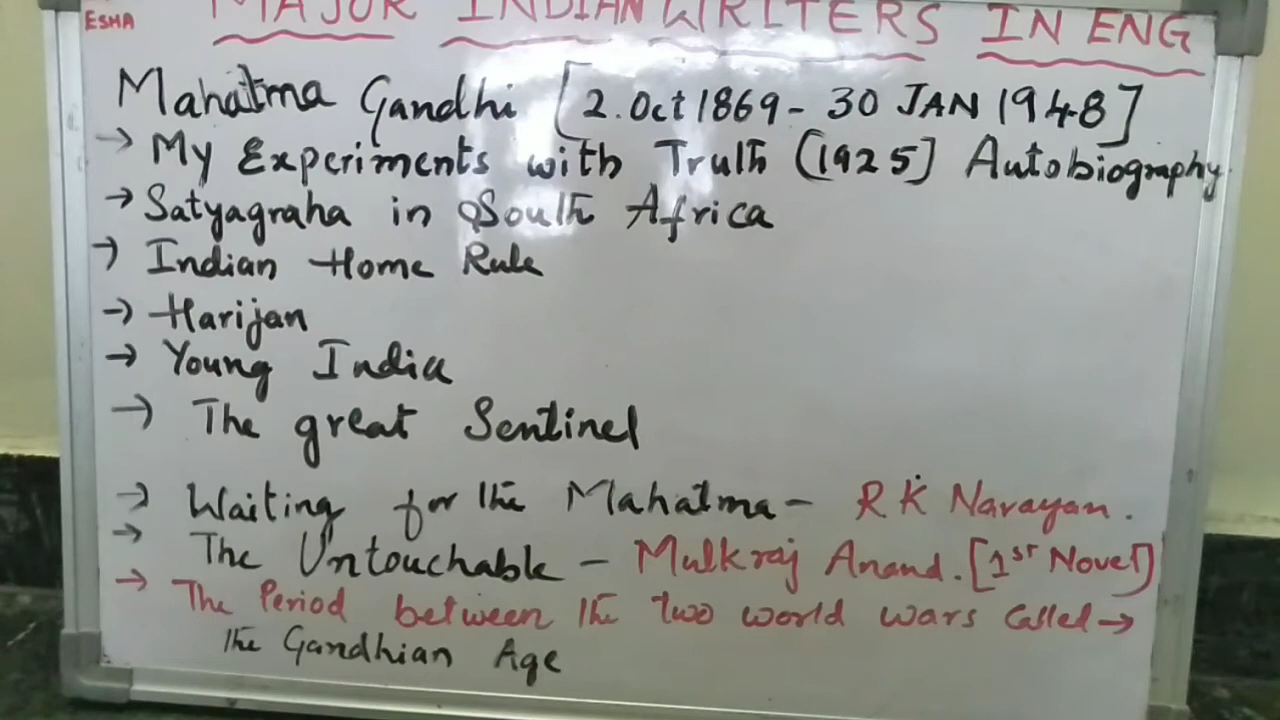 ESHA
MAJOR INDIAN WRITERS IN ENG
Mahatma Gandhi [2. Oct 1869 - 30 JAN 1948]
→ My Experiments with Truth (1925] Autobiography
→ Satyagraha in South Africa
→ Indian Home Rule
→ Harijan
→ Young India
→ The great Sentinel
→ Waiting for the Mahatma - R K Narayan.
→ The Untouchable - Mulkraj Anand. [1st Novel]
→ The Period between the two world wars called →
the Gandhian Age